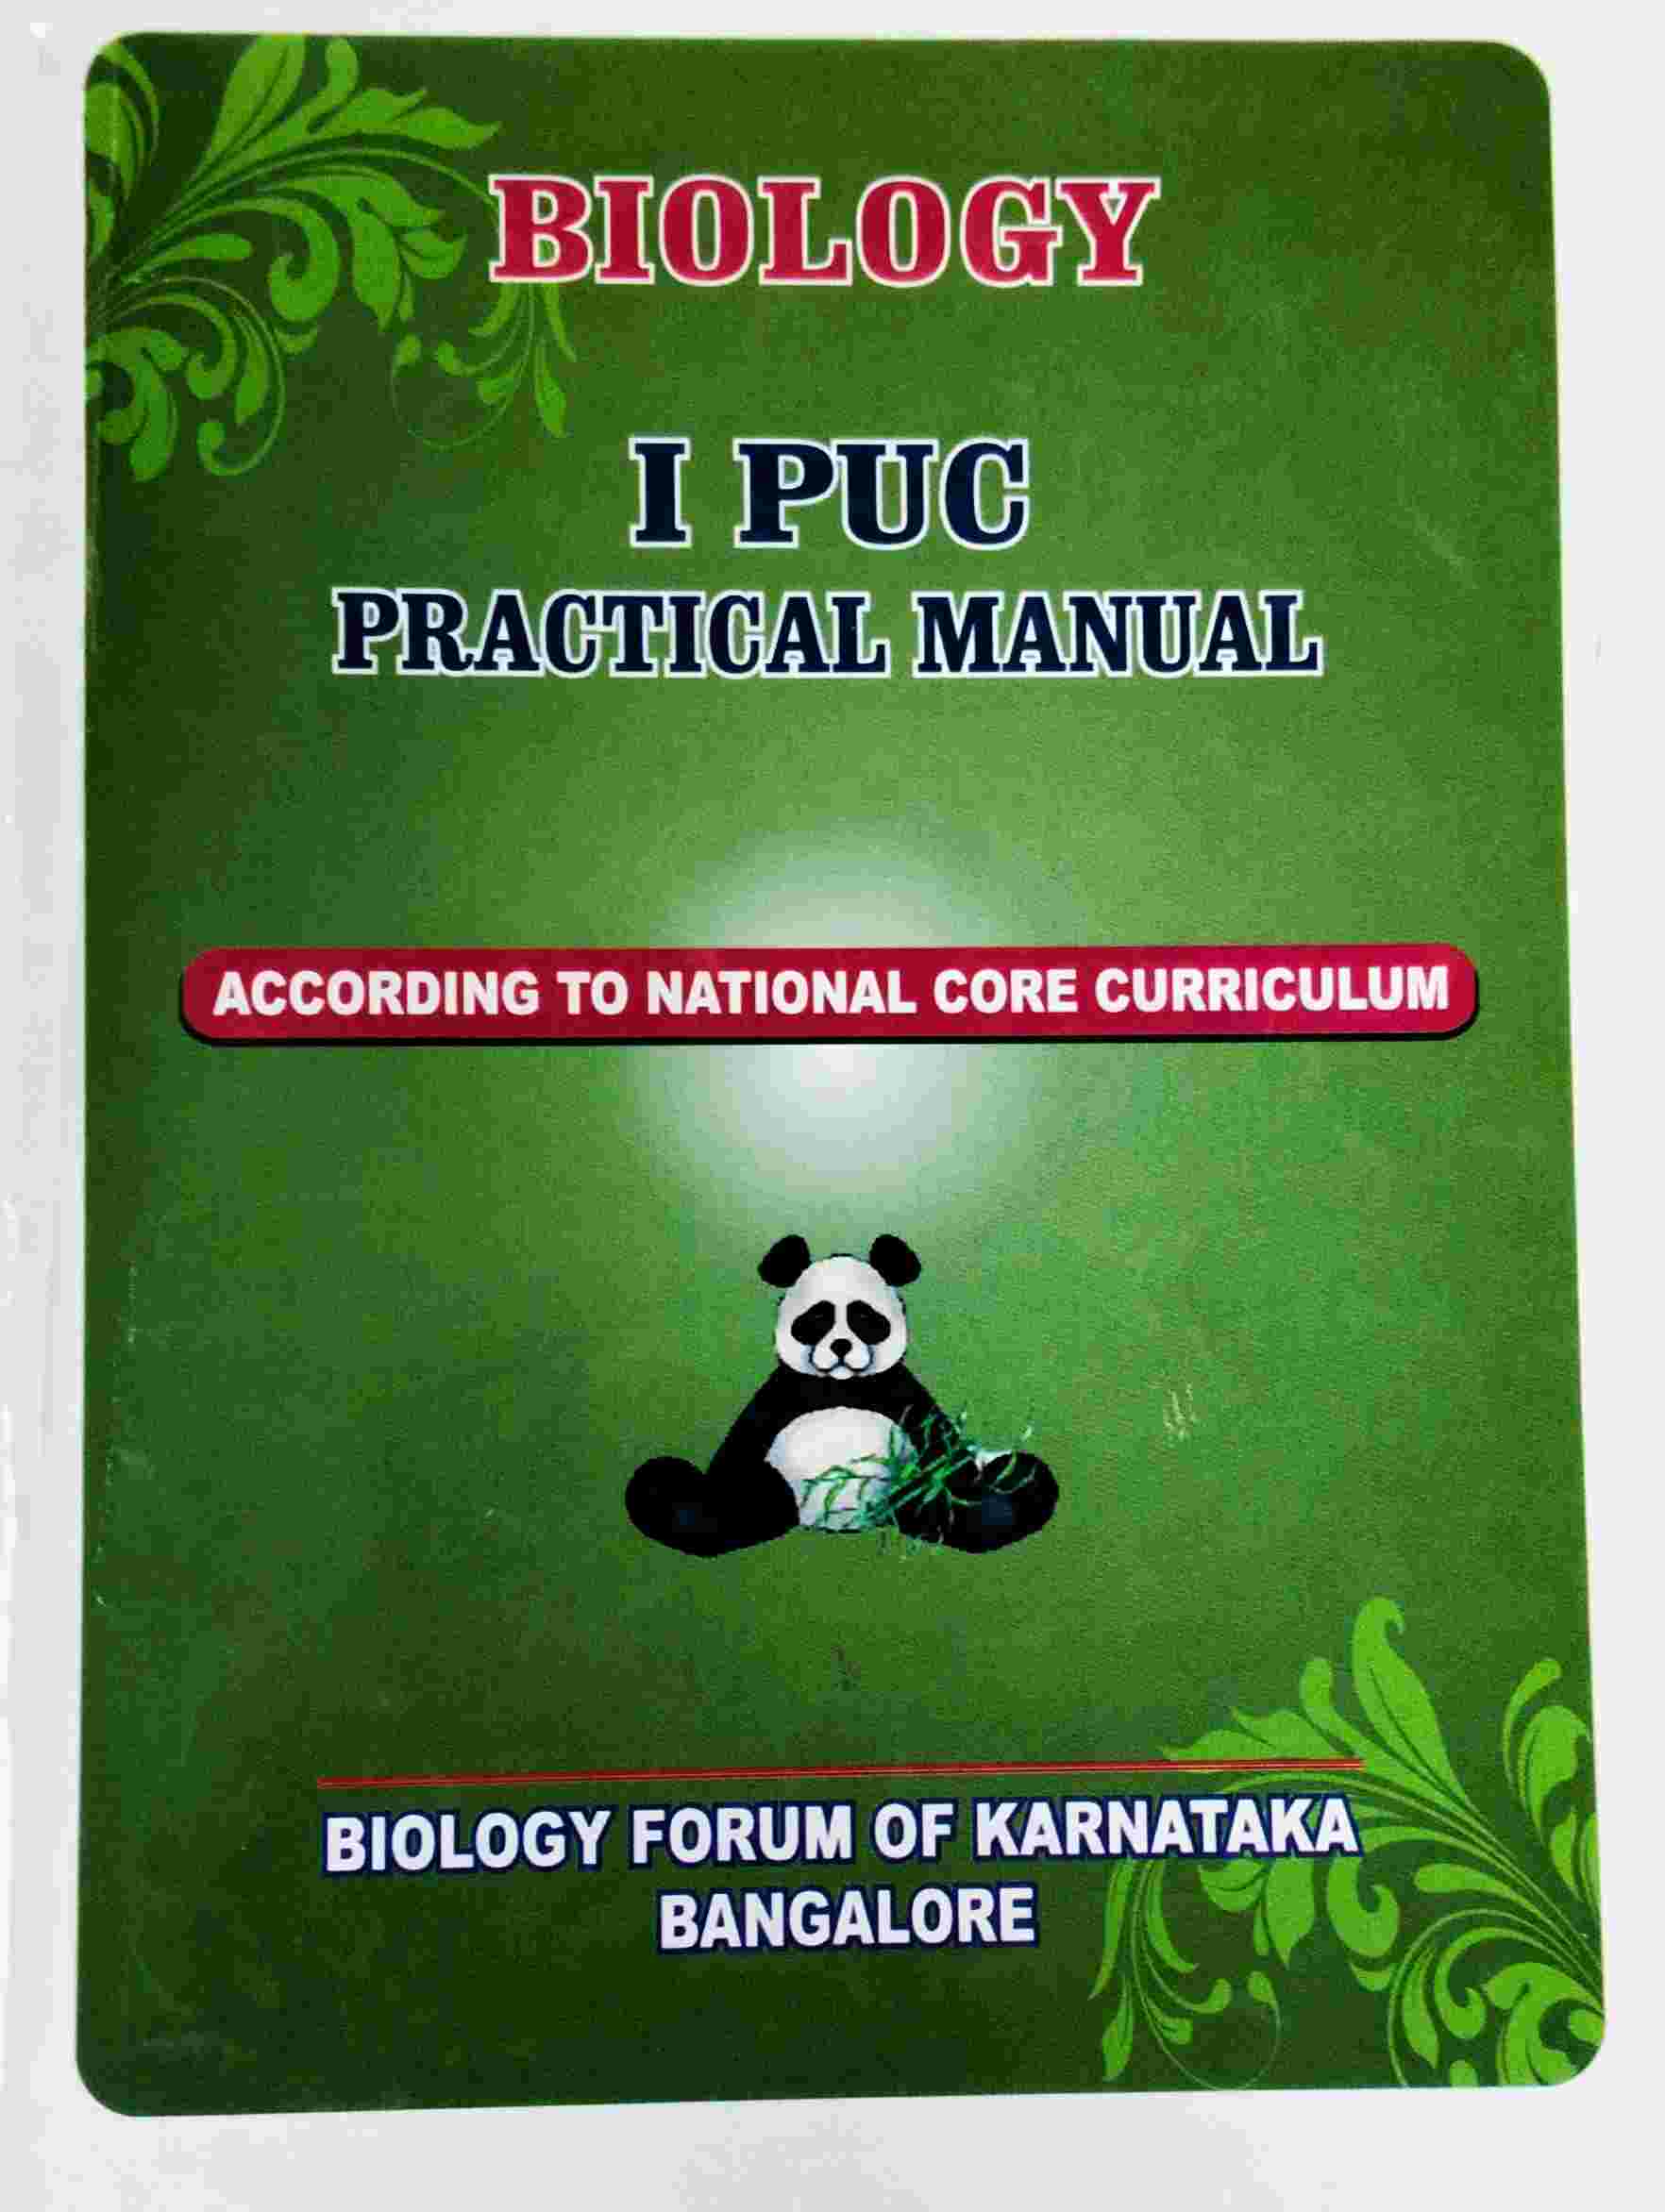 BIOLOGY
I PUC
PRACTICAL MANUAL
ACCORDING TO NATIONAL CORE CURRICULUM
BIOLOGY FORUM OF KARNATAKA
BANGALORE